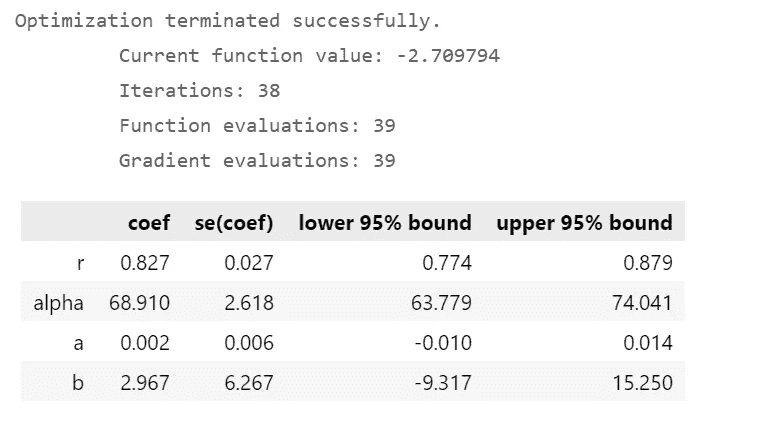 Optimization terminated successfully.
Current function value: -2.709794
Iterations: 38
Function evaluations: 39
Gradient evaluations: 39
coef se(coef) lower 95% bound upper 95% bound
r 0.827 0.027 0.774 0.879
alpha 68.910 2.618 63.779 74.041
a 0.002 0.006 -0.010 0.014
b 2.967 6.267 -9.317 15.250